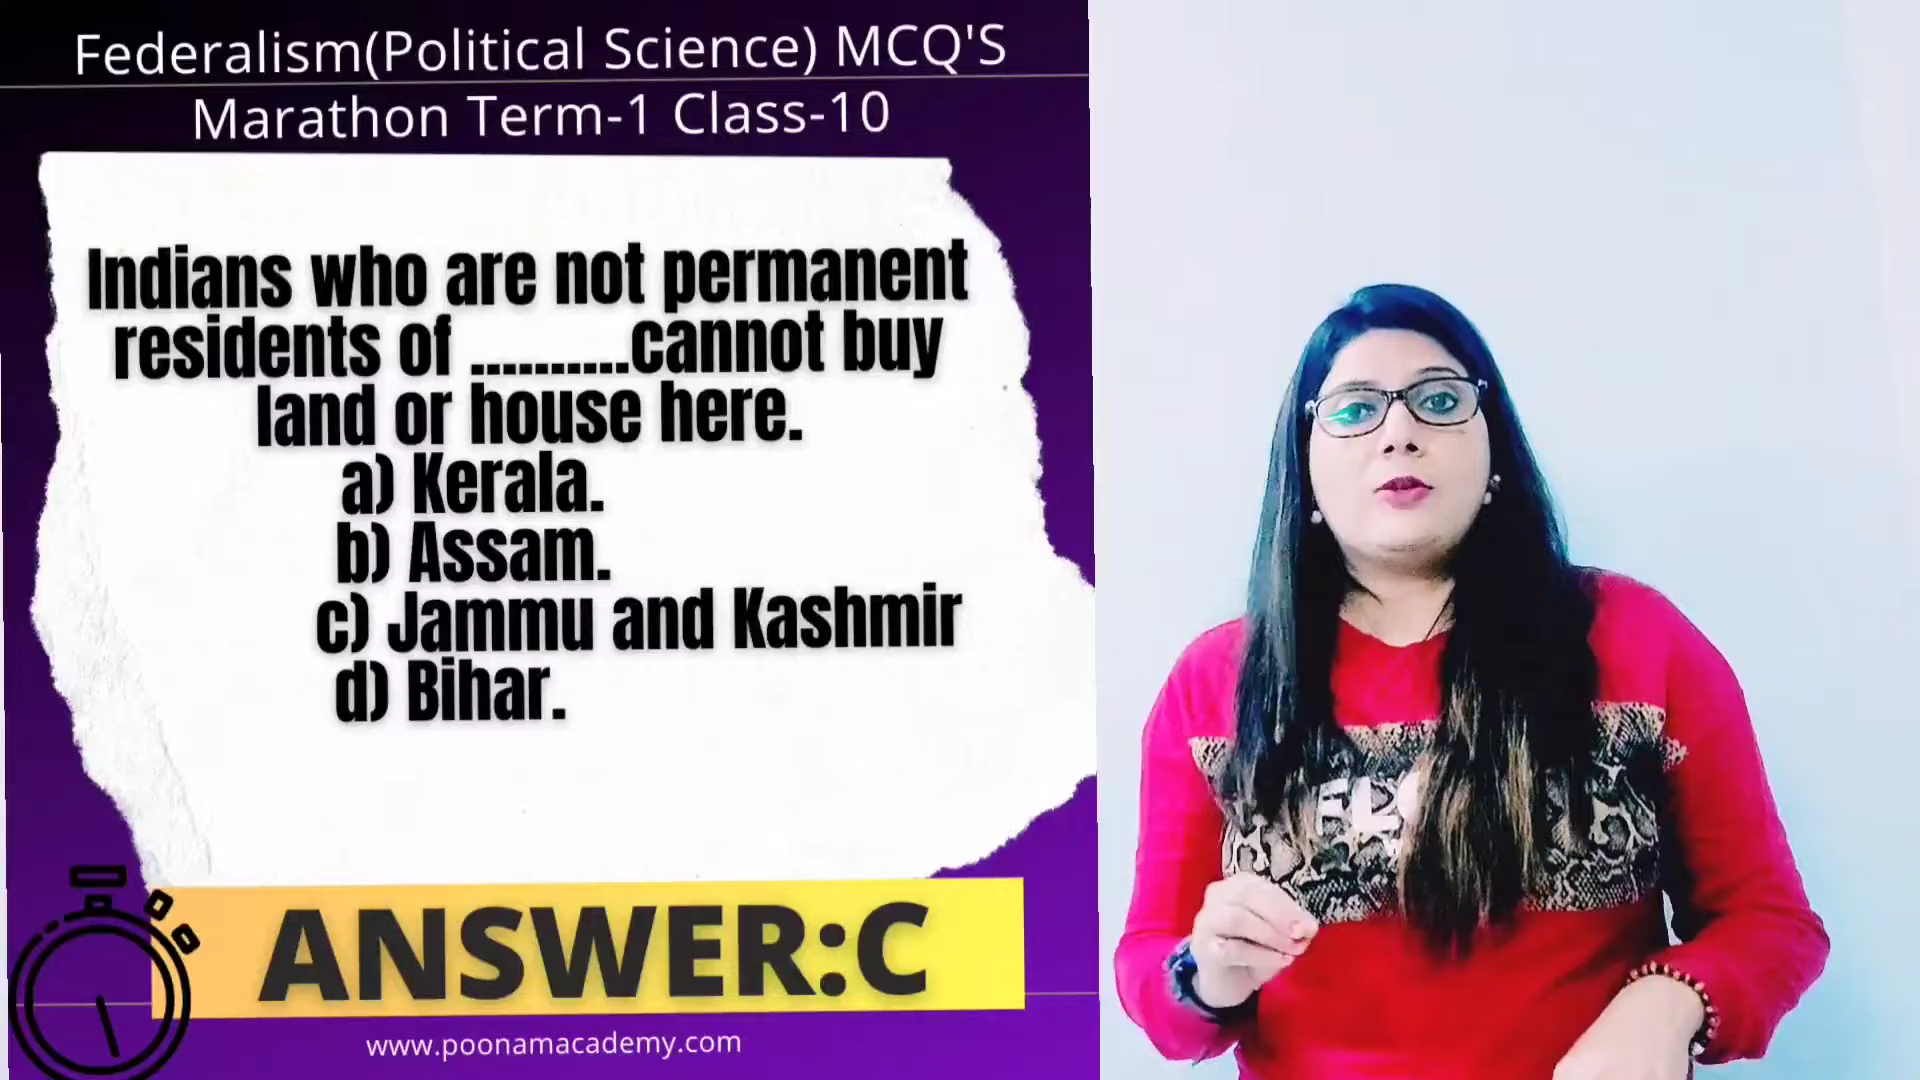 Federalism(Political Science) MCQ'S
Marathon Term-1 Class-10
Indians who are not permanent
residents of ..........cannot buy
land or house here.
a) Kerala.
b) Assam.
c) Jammu and Kashmir
d) Bihar.
ANSWER:C
www.poonamacademy.com